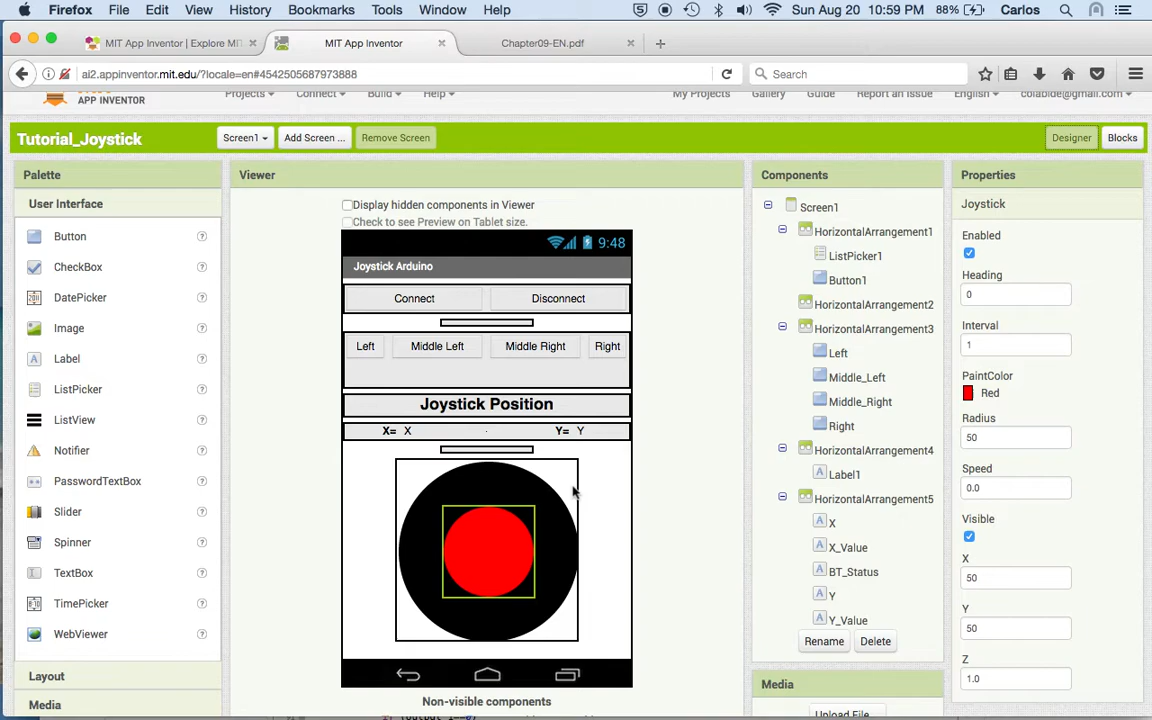 Firefox File Edit View History Bookmarks Tools Window Help 88% Sun Aug 20 10:59 PM Carlos
MIT App Inventor | Explore MIT
MIT App Inventor
Chapter09-EN.pdf
ai2.appinventor.mit.edu/?locale=en#4542505687973888
Search
APP INVENTOR
Projects Connect Build Help My Projects Gallery Guide Report an Issue English colabide@gmail.com
Tutorial_Joystick
Screen1 Add Screen ... Remove Screen Designer Blocks
Palette
User Interface
Button ?
CheckBox ?
DatePicker ?
Image ?
Label ?
ListPicker ?
ListView ?
Notifier ?
PasswordTextBox ?
Slider ?
Spinner ?
TextBox ?
TimePicker ?
WebViewer ?
Layout
Media
Viewer
Display hidden components in Viewer
Check to see Preview on Tablet size.
9:48
Joystick Arduino
Connect Disconnect
Left Middle Left Middle Right Right
Joystick Position
X= X . Y= Y
Non-visible components
Components
Screen1
HorizontalArrangement1
ListPicker1
Button1
HorizontalArrangement2
HorizontalArrangement3
Left
Middle_Left
Middle_Right
Right
HorizontalArrangement4
Label1
HorizontalArrangement5
X
X_Value
BT_Status
Y
Y_Value
Rename Delete
Media
Upload File ...
Properties
Joystick
Enabled
Heading
0
Interval
1
PaintColor
Red
Radius
50
Speed
0.0
Visible
X
50
Y
50
Z
1.0